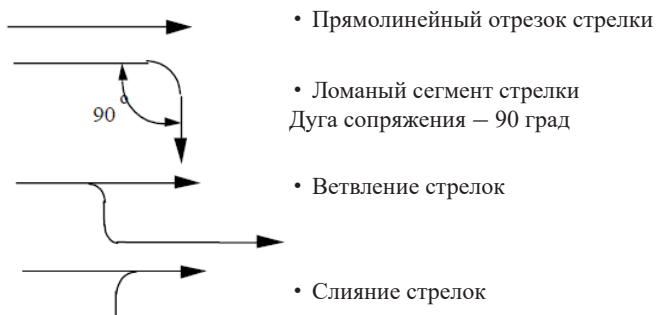 • Прямолинейный отрезок стрелки
90 °
• Ломаный сегмент стрелки
Дуга сопряжения — 90 град
• Ветвление стрелок
• Слияние стрелок